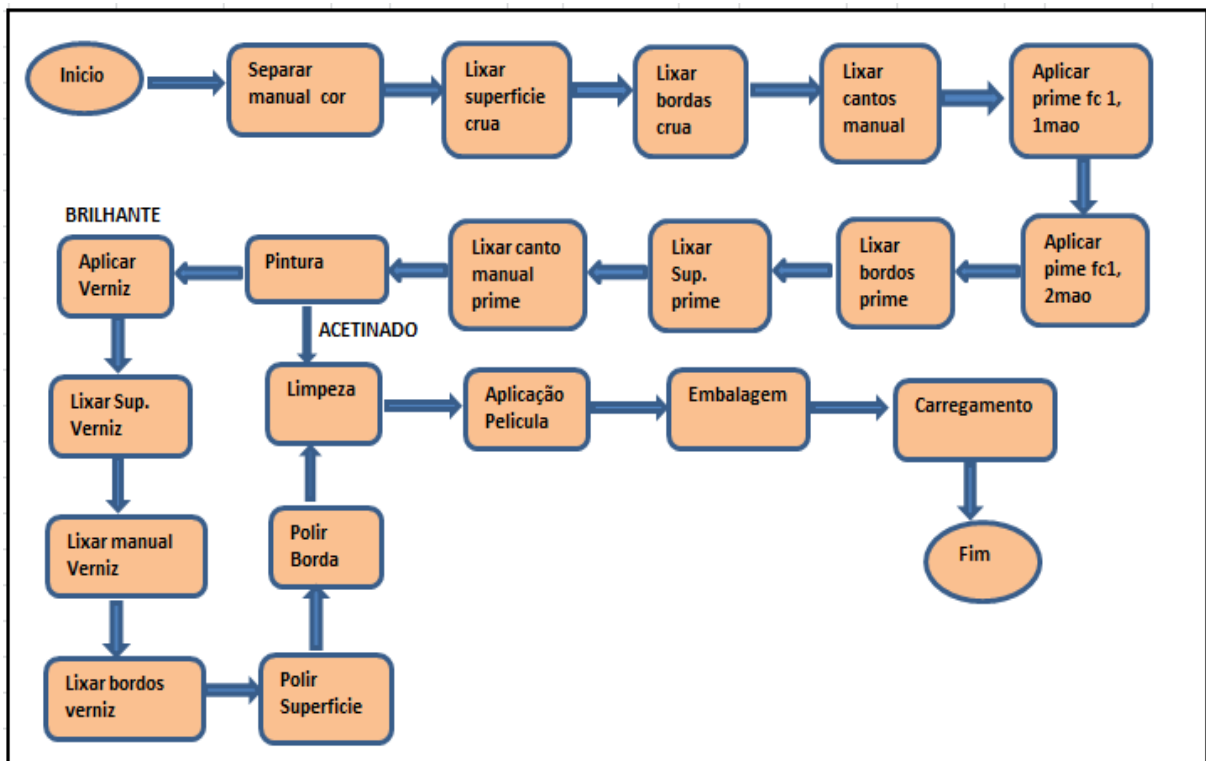 Inicio
Separar
manual cor
Lixar
superficie
crua
Lixar
bordas
crua
Lixar
cantos
manual
Aplicar
prime fc 1,
1mao
Aplicar
pime fc1,
2mao
Lixar
bordos
prime
Lixar
Sup.
prime
Lixar canto
manual
prime
Pintura
BRILHANTE
Aplicar
Verniz
Lixar Sup.
Verniz
Lixar manual
Verniz
Lixar bordos
verniz
Polir
Superficie
Polir
Borda
ACETINADO
Limpeza
Aplicação
Pelicula
Embalagem
Carregamento
Fim